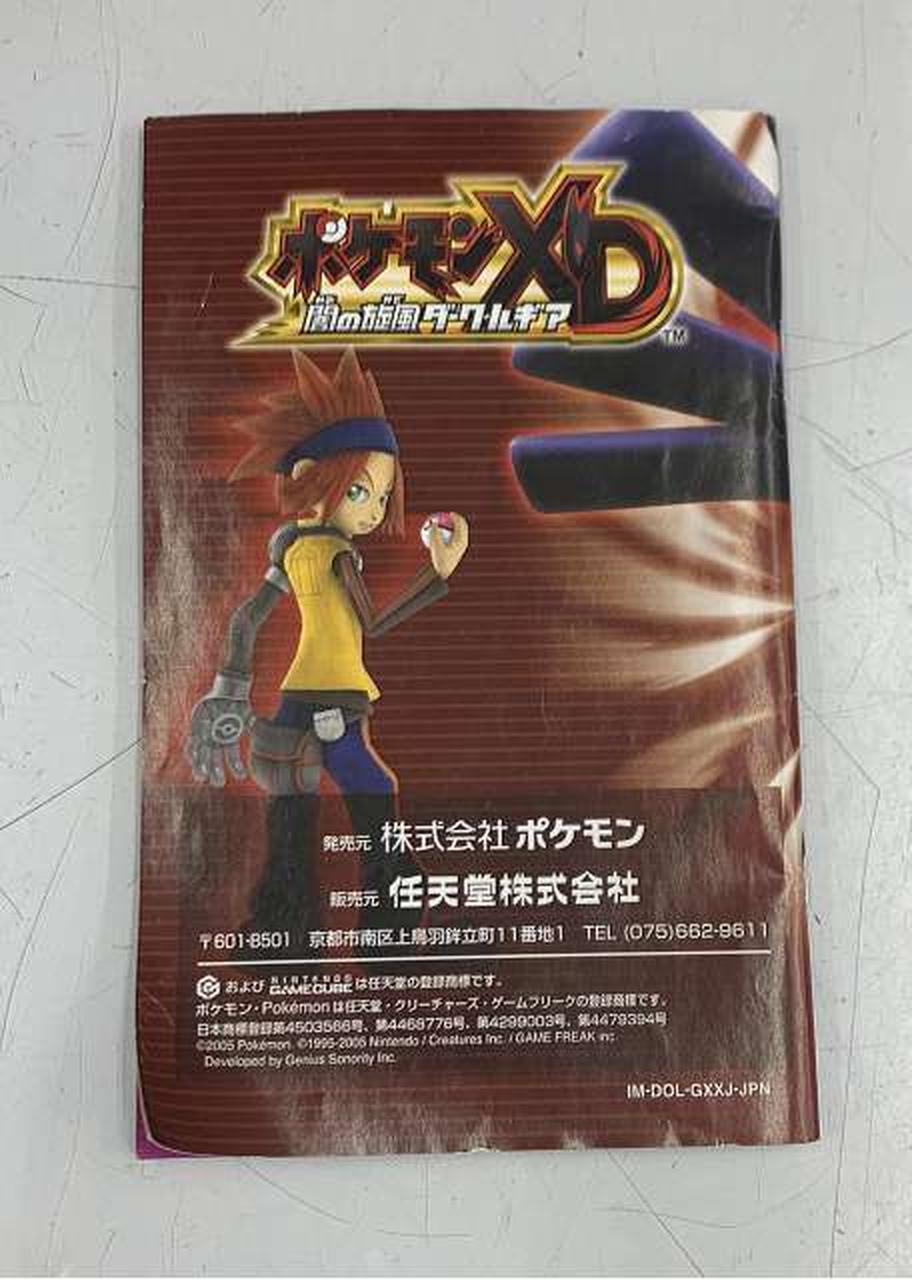 ポケモンXD
闇の旋風ダーク・ルギア
TM
発売元 株式会社ポケモン
販売元 任天堂株式会社
〒601-8501 京都市南区上鳥羽鉾立町11番地1 TEL (075)662-9611
および NINTENDO GAMECUBE は任天堂の登録商標です。
ポケモン・Pokémon は任天堂・クリーチャーズ・ゲームフリークの登録商標です。
日本商標登録第4503566号、第4468776号、第4299003号、第4479394号
©2005 Pokémon. ©1995-2005 Nintendo / Creatures Inc. / GAME FREAK inc.
Developed by Genius Sonority Inc.
IM-DOL-GXXJ-JPN